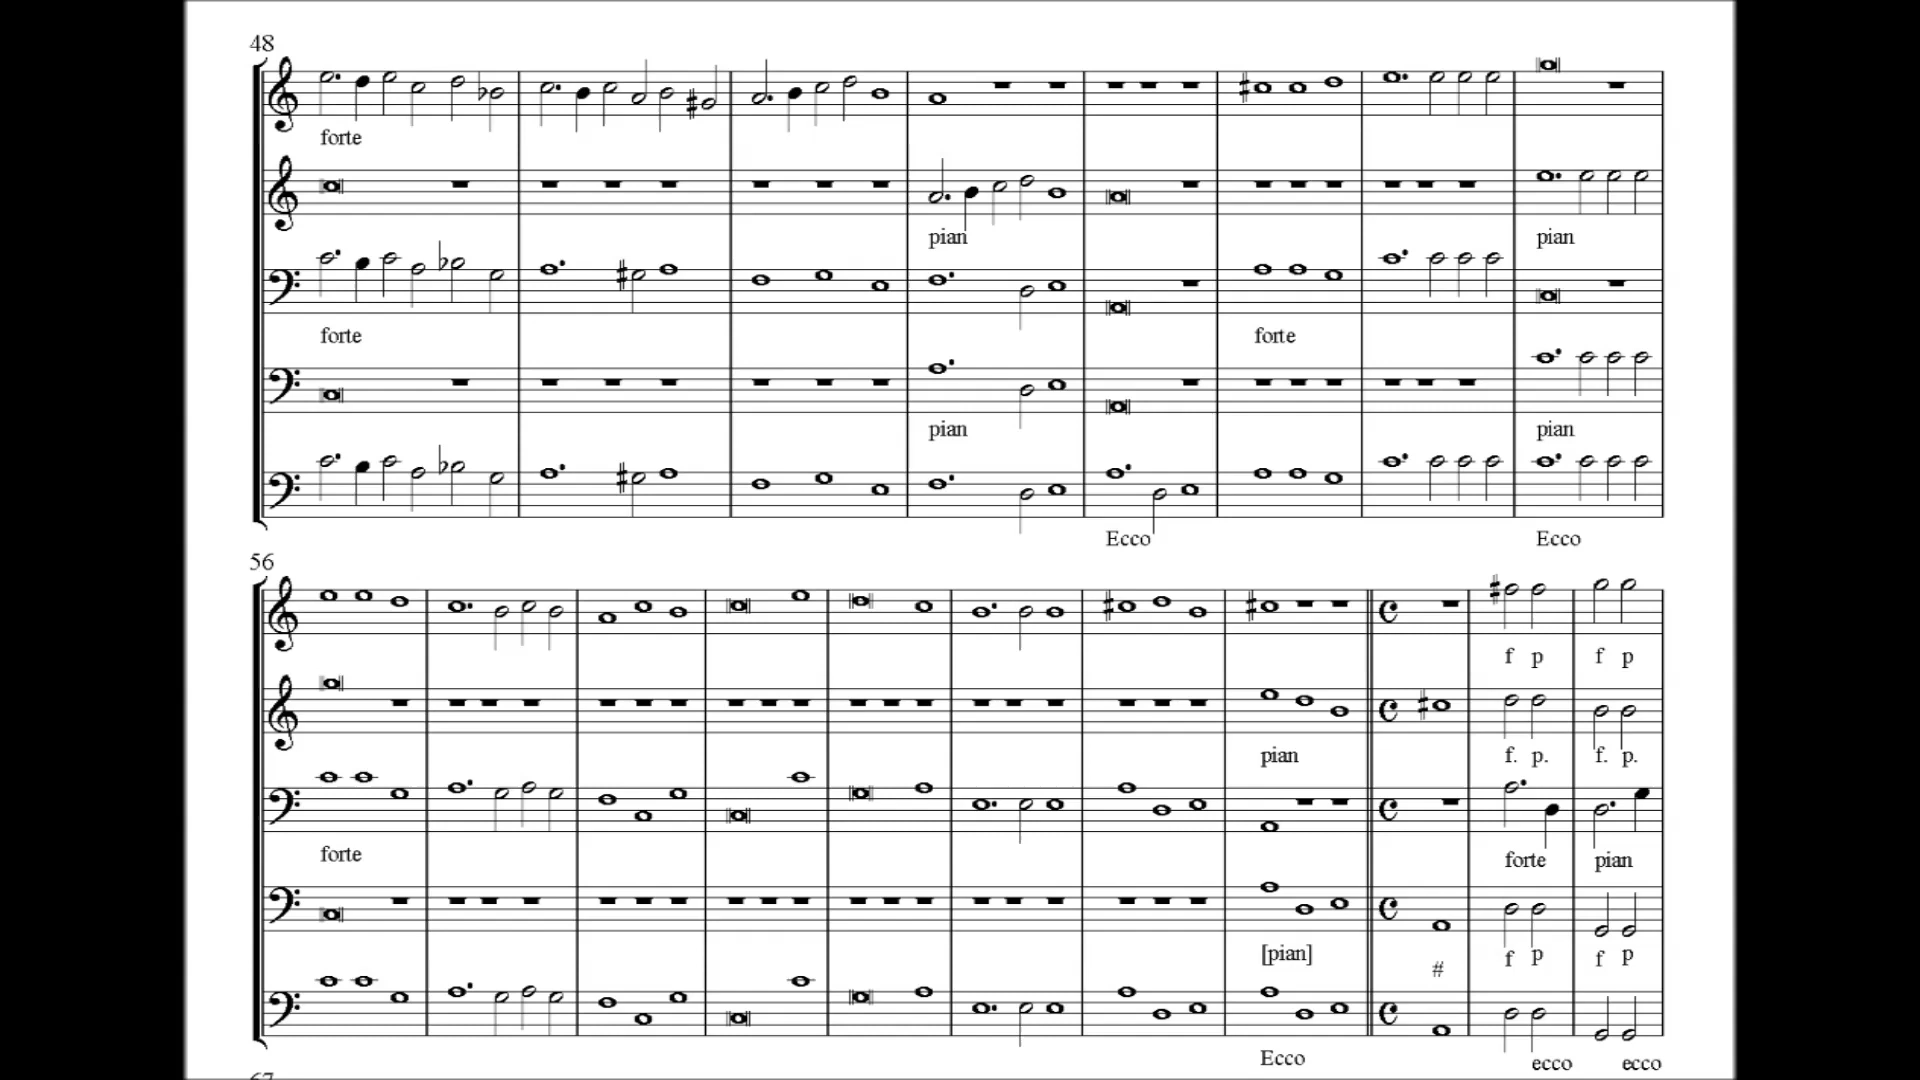 48
forte
pian pian
forte forte
pian pian
Ecco Ecco
56
f p f p
pian f. p. f. p.
forte forte pian
[pian] f p f p
#
Ecco ecco ecco